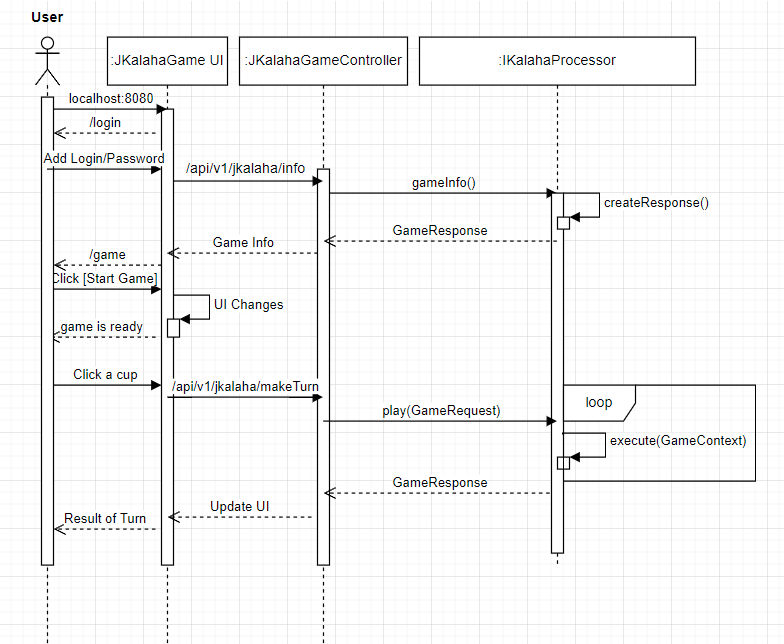 User
:JKalahaGame UI
:JKalahaGameController
:IKalahaProcessor
localhost:8080
/login
Add Login/Password
/api/v1/jkalaha/info
gameInfo()
createResponse()
GameResponse
Game Info
/game
Click [Start Game]
UI Changes
game is ready
Click a cup
/api/v1/jkalaha/makeTurn
loop
play(GameRequest)
execute(GameContext)
GameResponse
Update UI
Result of Turn